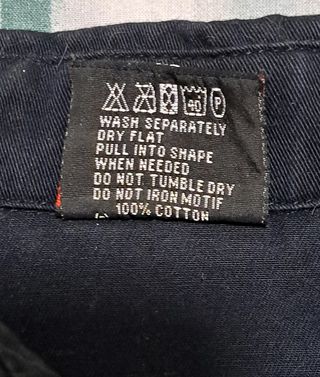 40 P
WASH SEPARATELY
DRY FLAT
PULL INTO SHAPE
WHEN NEEDED
DO NOT TUMBLE DRY
DO NOT IRON MOTIF
100% COTTON